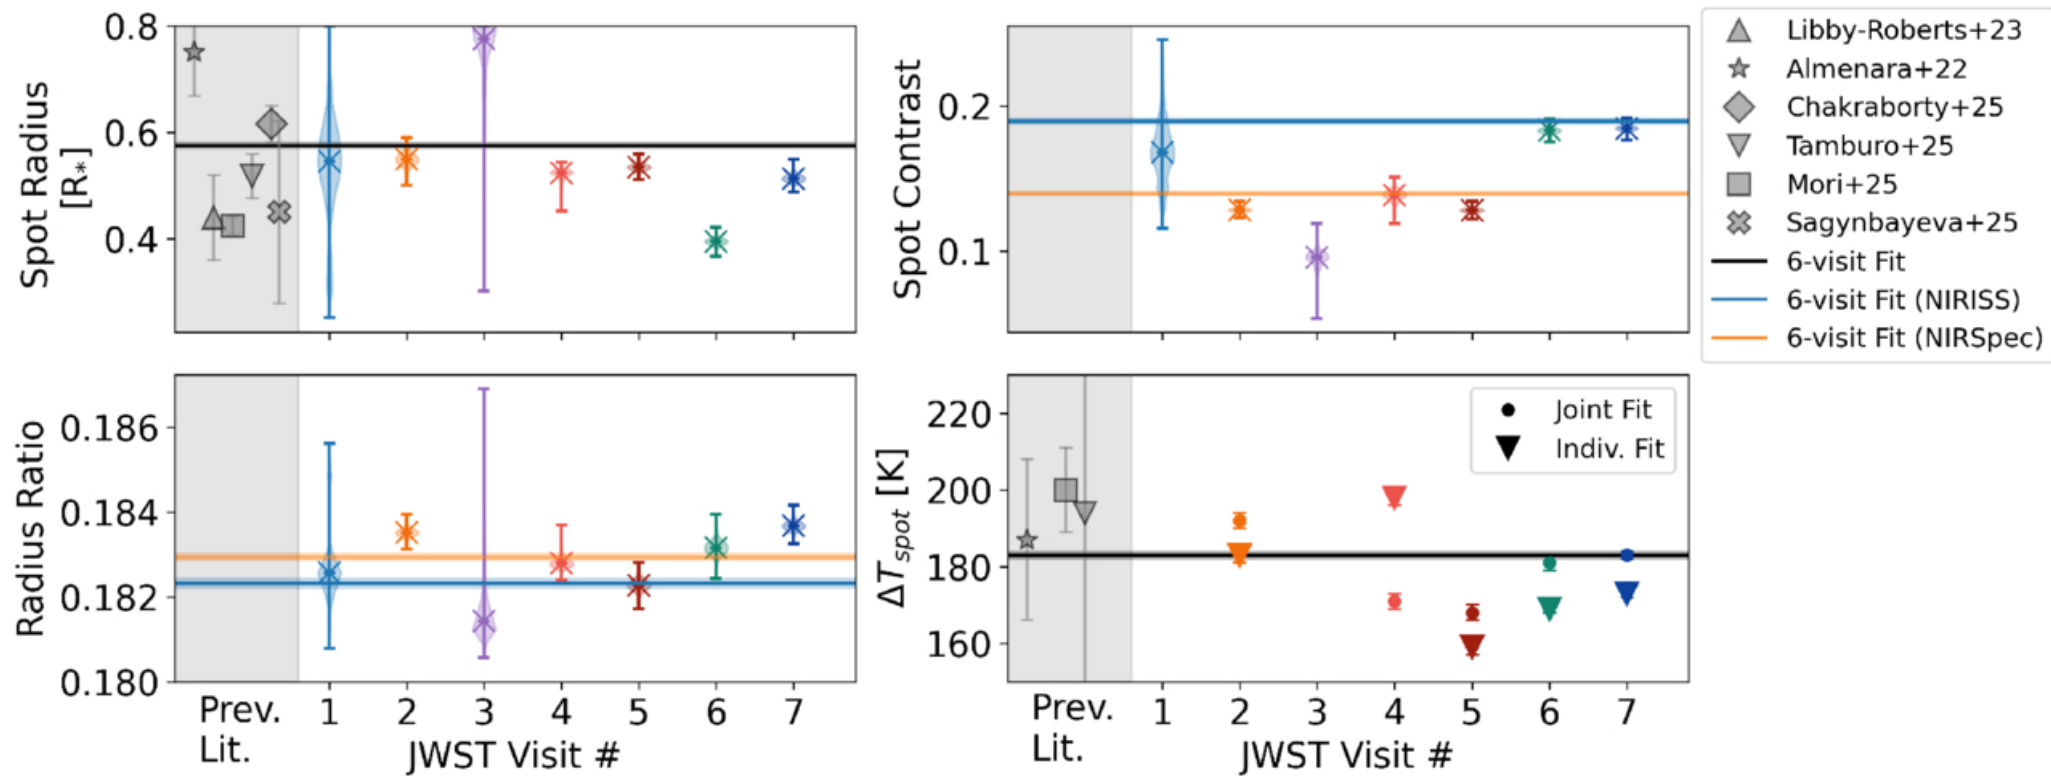 0.8
0.6
0.4
Spot Radius
[R*]
0.2
0.1
Spot Contrast
Libby-Roberts+23
Almenara+22
Chakraborty+25
Tamburo+25
Mori+25
Sagynbayeva+25
6-visit Fit
6-visit Fit (NIRISS)
6-visit Fit (NIRSpec)
0.186
0.184
0.182
0.180
Radius Ratio
Prev.
Lit.
1 2 3 4 5 6 7
JWST Visit #
220
200
180
160
ΔT_spot [K]
Joint Fit
Indiv. Fit
Prev.
Lit.
1 2 3 4 5 6 7
JWST Visit #